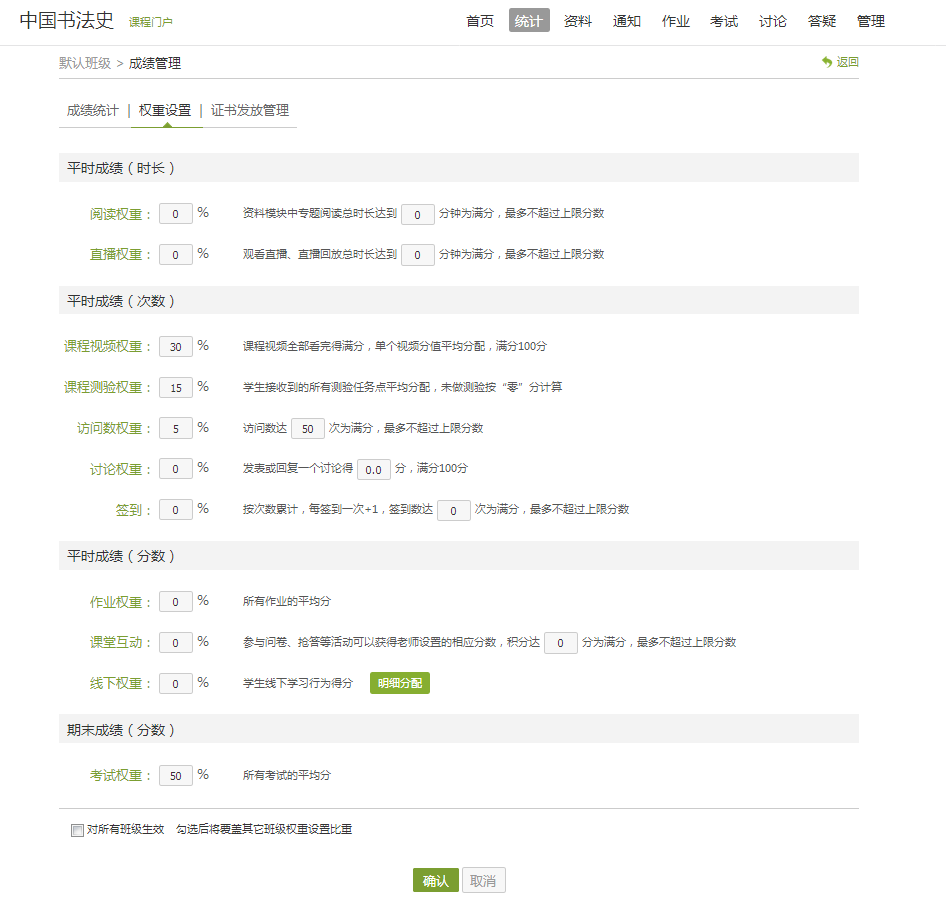 中国书法史 课程门户 首页 统计 资料 通知 作业 考试 讨论 答疑 管理
默认班级 > 成绩管理 返回
成绩统计 | 权重设置 | 证书发放管理
平时成绩（时长）
阅读权重： 0 % 资料模块中专题阅读总时长达到 0 分钟为满分，最多不超过上限分数
直播权重： 0 % 观看直播、直播回放总时长达到 0 分钟为满分，最多不超过上限分数
平时成绩（次数）
课程视频权重： 30 % 课程视频全部看完得满分，单个视频分值平均分配，满分100分
课程测验权重： 15 % 学生接收到的所有测验任务点平均分配，未做测验按“零”分计算
访问数权重： 5 % 访问数达 50 次为满分，最多不超过上限分数
讨论权重： 0 % 发表或回复一个讨论得 0.0 分，满分100分
签到： 0 % 按次数累计，每签到一次+1，签到数达 0 次为满分，最多不超过上限分数
平时成绩（分数）
作业权重： 0 % 所有作业的平均分
课堂互动： 0 % 参与问卷、抢答等活动可以获得老师设置的相应分数，积分达 0 分为满分，最多不超过上限分数
线下权重： 0 % 学生线下学习行为得分 明细分配
期末成绩（分数）
考试权重： 50 % 所有考试的平均分
对所有班级生效 勾选后将覆盖其它班级权重设置比重
确认 取消